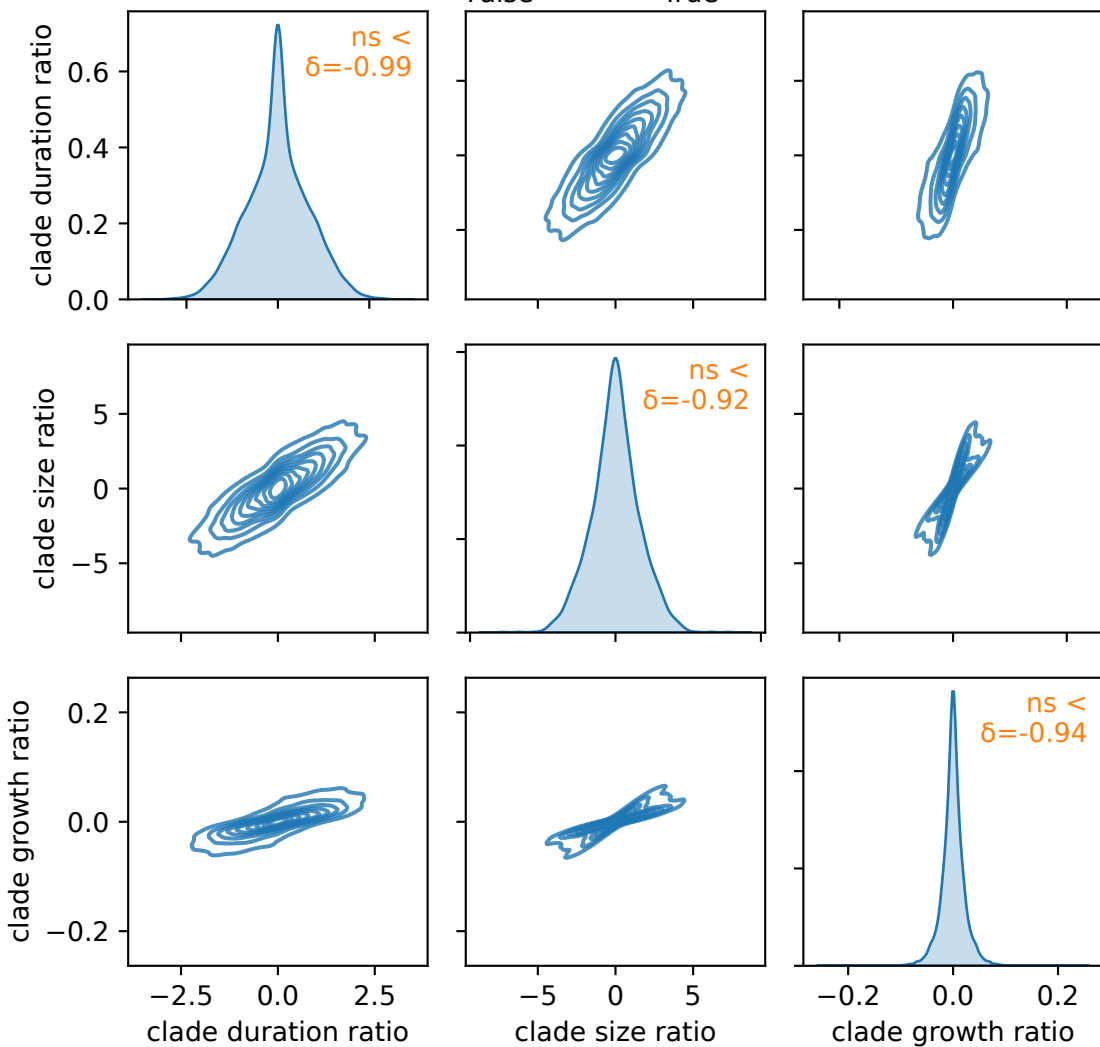 clade duration ratio
0.6
0.4
0.2
0.0
ns <
δ=-0.99
clade size ratio
5
0
−5
ns <
δ=-0.92
clade growth ratio
0.2
0.0
−0.2
ns <
δ=-0.94
−2.5 0.0 2.5
−5 0 5
−0.2 0.0 0.2
clade duration ratio
clade size ratio
clade growth ratio